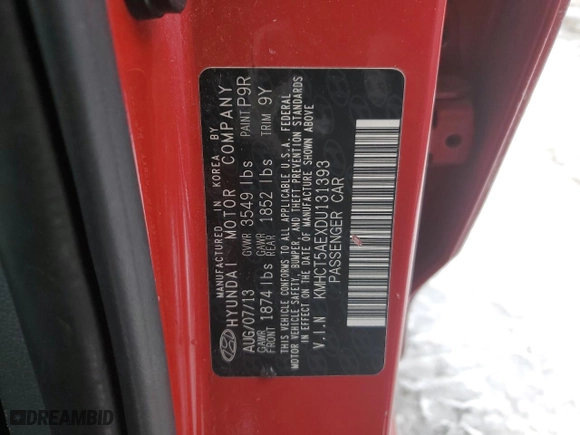 MANUFACTURED IN KOREA BY
HYUNDAI MOTOR COMPANY
AUG/07/13 GVWR 3549 lbs PAINT P9R
GAWR FRONT 1874 lbs GAWR REAR 1852 lbs TRIM 9Y
THIS VEHICLE CONFORMS TO ALL APPLICABLE U.S.A. FEDERAL
MOTOR VEHICLE SAFETY, BUMPER, AND THEFT PREVENTION STANDARDS
IN EFFECT ON THE DATE OF MANUFACTURE SHOWN ABOVE
V.I.N KMHCT5AEXDU131393
PASSENGER CAR
DREAMBID